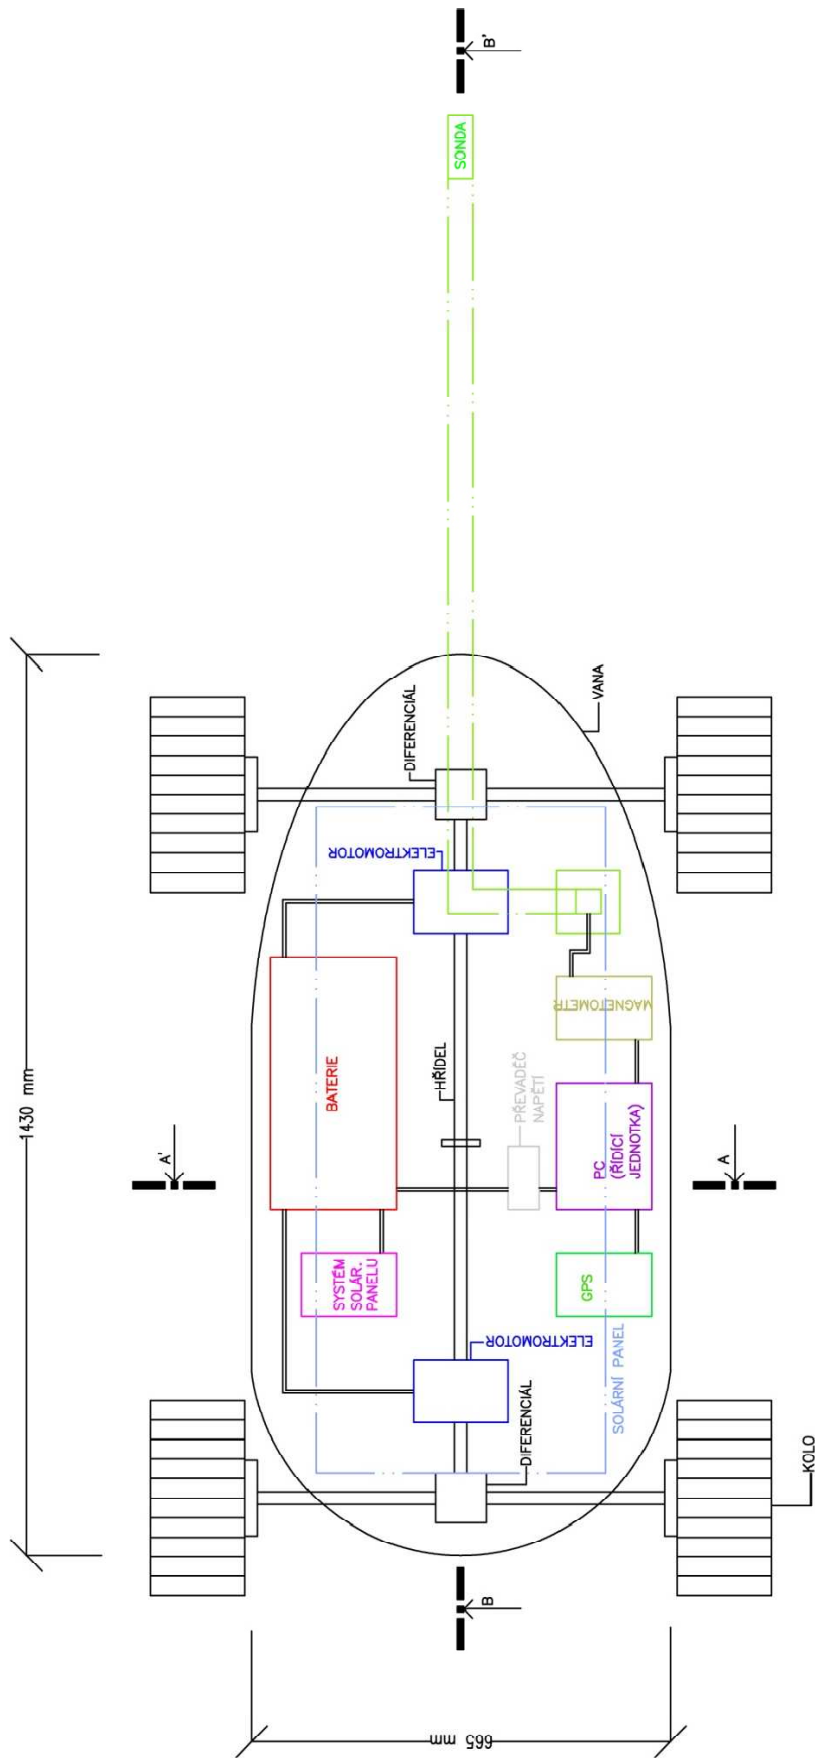 B'
SONDA
1430 mm
DIFERENCIÁL
VANA
ELEKTROMOTOR
BATERIE
HŘÍDEL
MAGNETOMETR
PŘEVADĚČ
NAPĚTÍ
PC
(ŘÍDÍCÍ
JEDNOTKA)
A'
A
SYSTÉM
SOLÁR.
PANELU
GPS
ELEKTROMOTOR
SOLÁRNÍ PANEL
DIFERENCIÁL
KOLO
B
665 mm